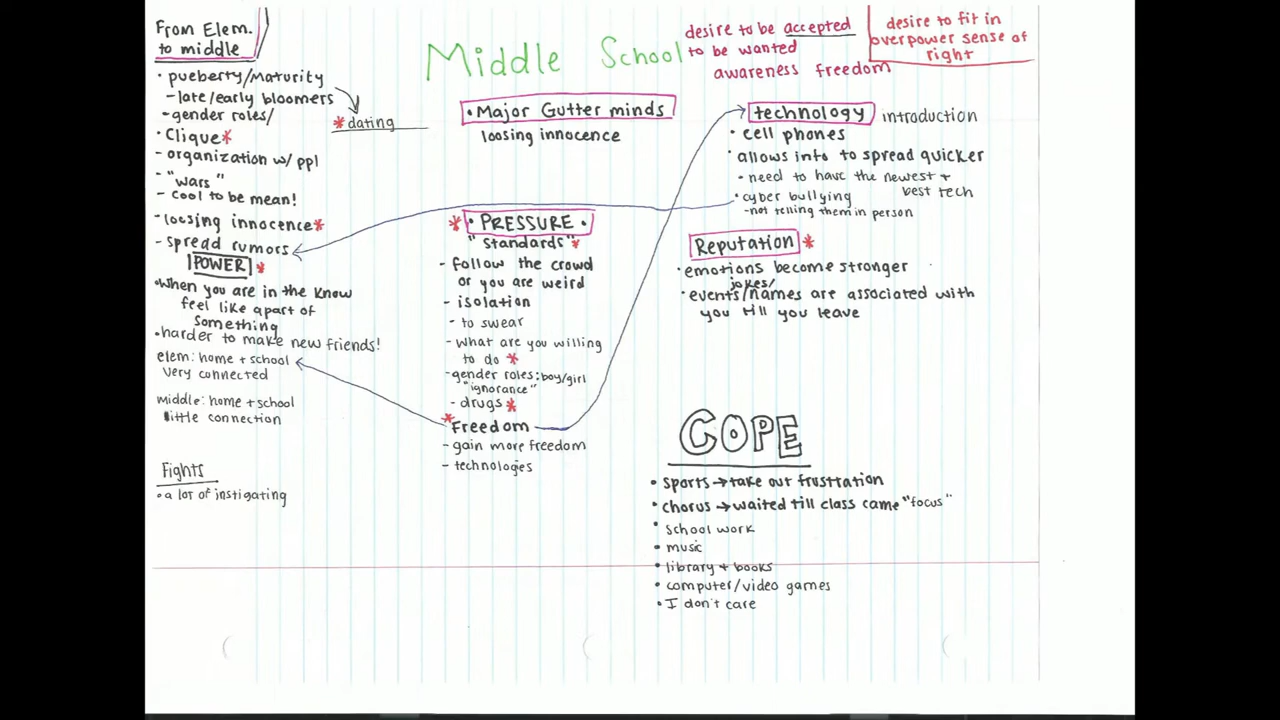 From Elem.
to middle
• pueberty/maturity
- late/early bloomers
- gender roles/
*dating
• Clique*
- organization w/ ppl
- "wars"
- cool to be mean!
- loosing innocence*
- spread rumors
POWER *
• When you are in the know
feel like apart of
something
• harder to make new friends!
elem: home + school
very connected
middle: home + school
little connection
Fights
• a lot of instigating
Middle School
• Major Gutter minds
loosing innocence
* • PRESSURE •
"standards"*
- follow the crowd
or you are weird
- isolation
- to swear
- what are you willing
to do *
- gender roles: boy/girl
"ignorance"
- drugs*
*Freedom
- gain more freedom
- technologies
desire to be accepted
to be wanted
awareness freedom
desire to fit in
overpower sense of
right
technology introduction
• cell phones
• allows info to spread quicker
• need to have the newest +
best tech
• cyber bullying
- not telling them in person
Reputation *
• emotions become stronger
jokes/
• events/names are associated with
you till you leave
COPE
• sports → take out frustration
• chorus → waited till class came "focus"
• school work
• music
• library + books
• computer/video games
• I don't care